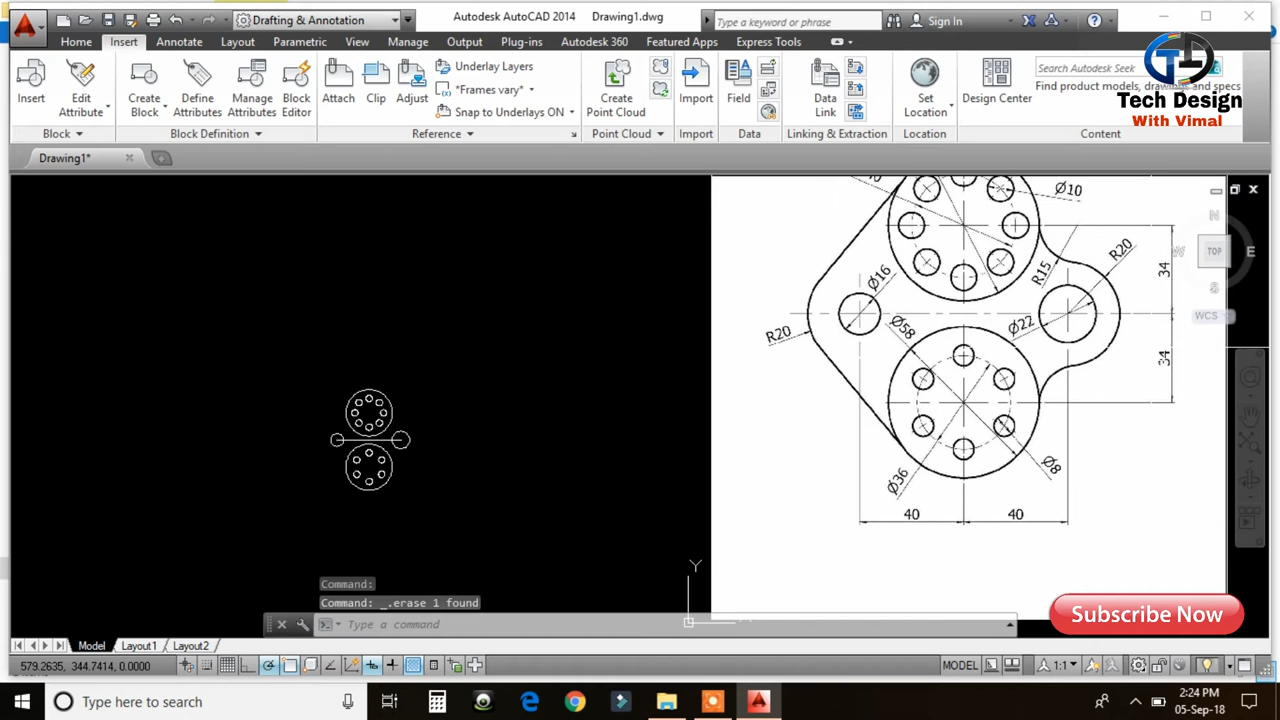 Drafting & Annotation
Autodesk AutoCAD 2014 Drawing1.dwg
Type a keyword or phrase
Sign In
Home Insert Annotate Layout Parametric View Manage Output Plug-ins Autodesk 360 Featured Apps Express Tools
Insert
Edit Attribute
Create Block
Define Attributes
Manage Attributes
Block Editor
Attach
Clip
Adjust
Underlay Layers
*Frames vary*
Snap to Underlays ON
Create Point Cloud
Import
Field
Data Link
Set Location
Design Center
Search Autodesk Seek
Find product models, drawings and specs
Block
Block Definition
Reference
Point Cloud
Import
Data
Linking & Extraction
Location
Content
TD
Tech Design
With Vimal
Drawing1*
Ø10
N
W TOP E
S
WCS
R20
R15
34
Ø16
Ø58
Ø22
R20
34
Ø36
Ø8
40 40
Y
Command:
Command: _.erase 1 found
Type a command
Subscribe Now
Model Layout1 Layout2
579.2635, 344.7414, 0.0000
MODEL
1:1
Type here to search
2:24 PM
05-Sep-18